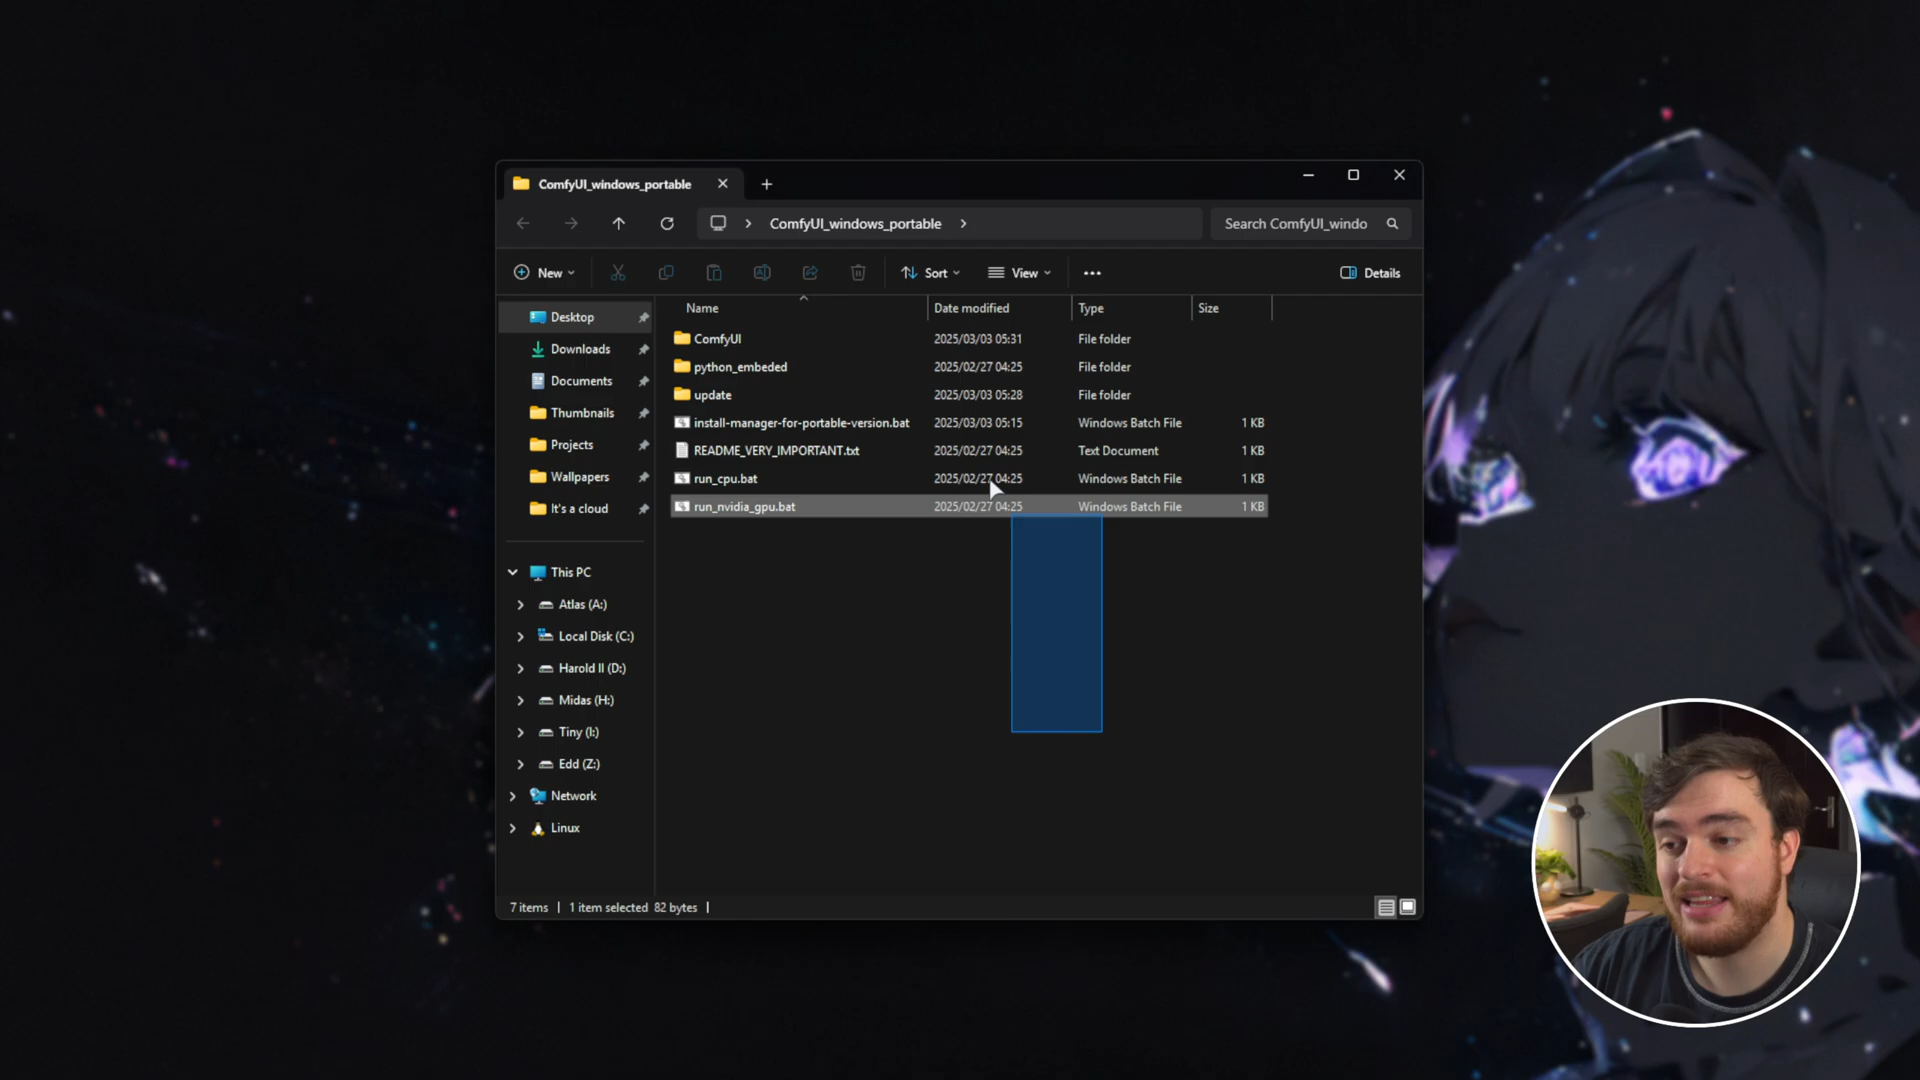 ComfyUI_windows_portable
ComfyUI_windows_portable
Search ComfyUI_windo
New
Sort
View
Details
Name Date modified Type Size
ComfyUI 2025/03/03 05:31 File folder
python_embeded 2025/02/27 04:25 File folder
update 2025/03/03 05:28 File folder
install-manager-for-portable-version.bat 2025/03/03 05:15 Windows Batch File 1 KB
README_VERY_IMPORTANT.txt 2025/02/27 04:25 Text Document 1 KB
run_cpu.bat 2025/02/27 04:25 Windows Batch File 1 KB
run_nvidia_gpu.bat 2025/02/27 04:25 Windows Batch File 1 KB
Desktop
Downloads
Documents
Thumbnails
Projects
Wallpapers
It's a cloud
This PC
Atlas (A:)
Local Disk (C:)
Harold II (D:)
Midas (H:)
Tiny (I:)
Edd (Z:)
Network
Linux
7 items | 1 item selected 82 bytes |